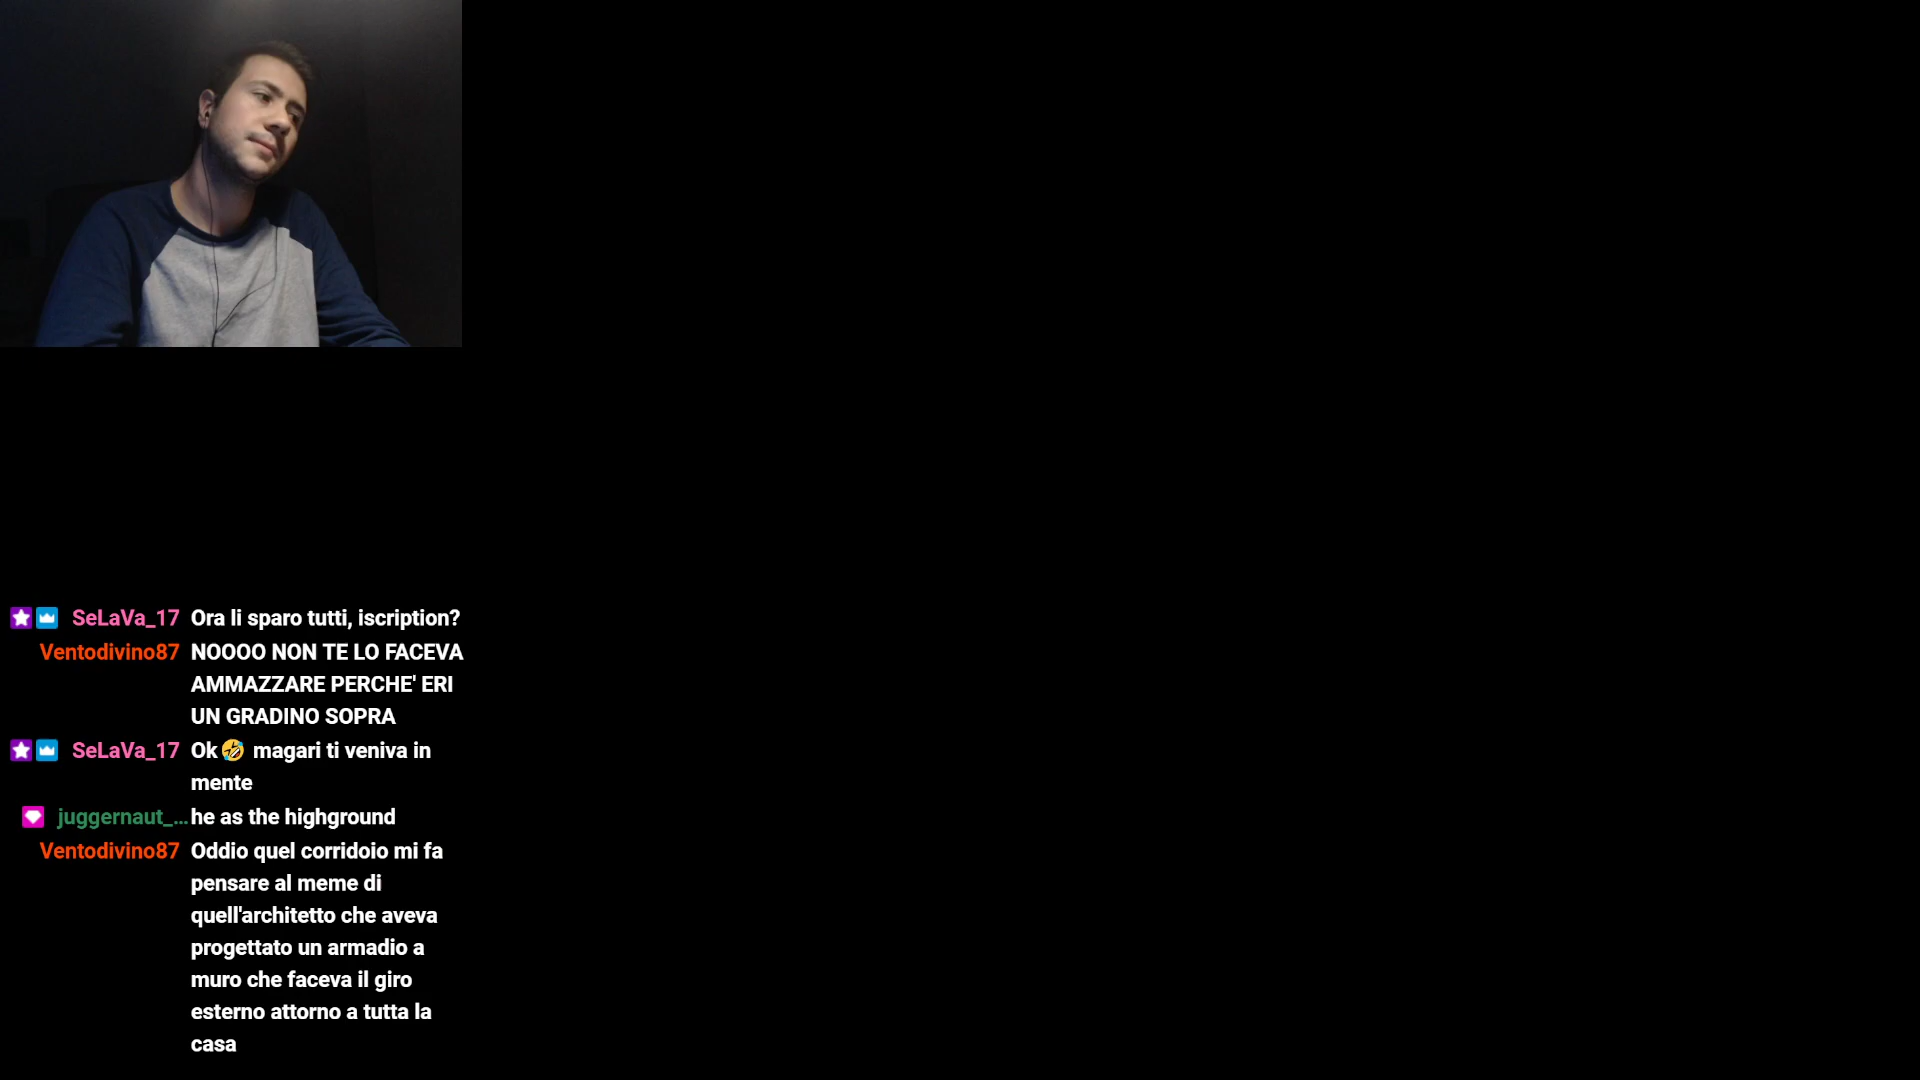 SeLaVa_17 Ora li sparo tutti, iscription?
Ventodivino87 NOOOO NON TE LO FACEVA
AMMAZZARE PERCHE' ERI
UN GRADINO SOPRA
SeLaVa_17 Ok🤣 magari ti veniva in
mente
juggernaut_... he as the highground
Ventodivino87 Oddio quel corridoio mi fa
pensare al meme di
quell'architetto che aveva
progettato un armadio a
muro che faceva il giro
esterno attorno a tutta la
casa